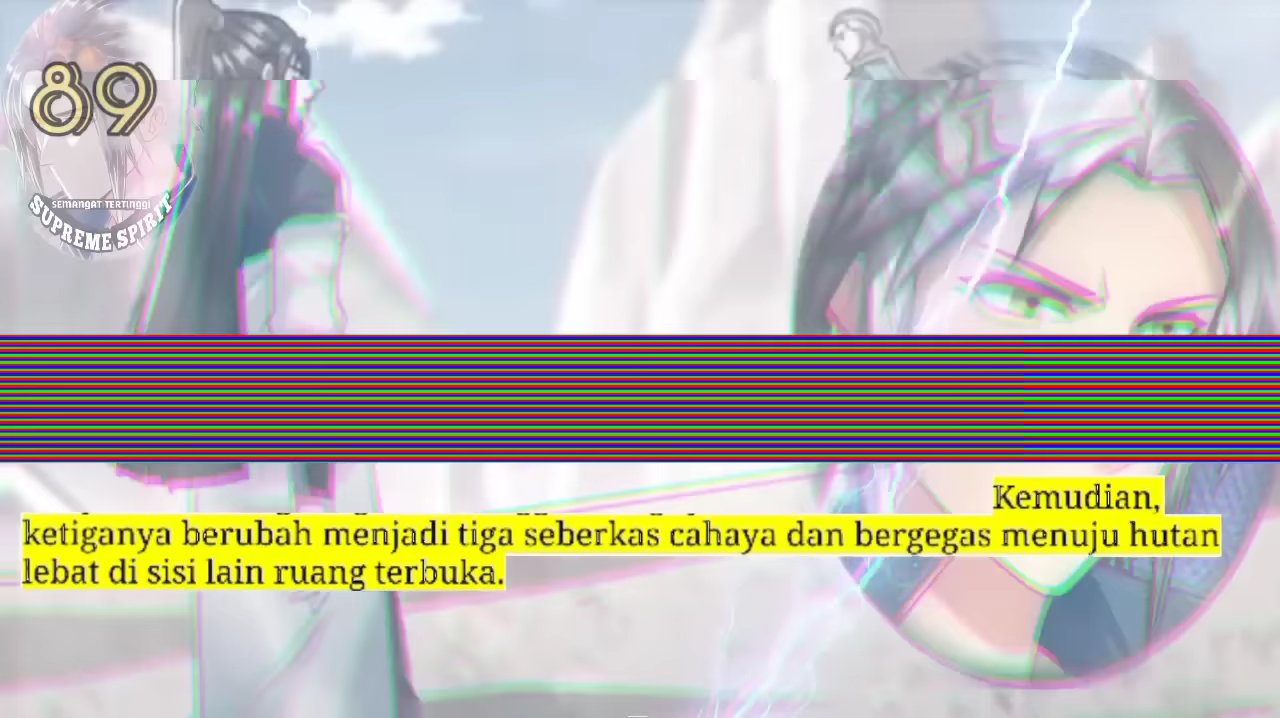 89
SEMANGAT TERTINGGI
SUPREME SPIRIT
Kemudian,
ketiganya berubah menjadi tiga seberkas cahaya dan bergegas menuju hutan
lebat di sisi lain ruang terbuka.